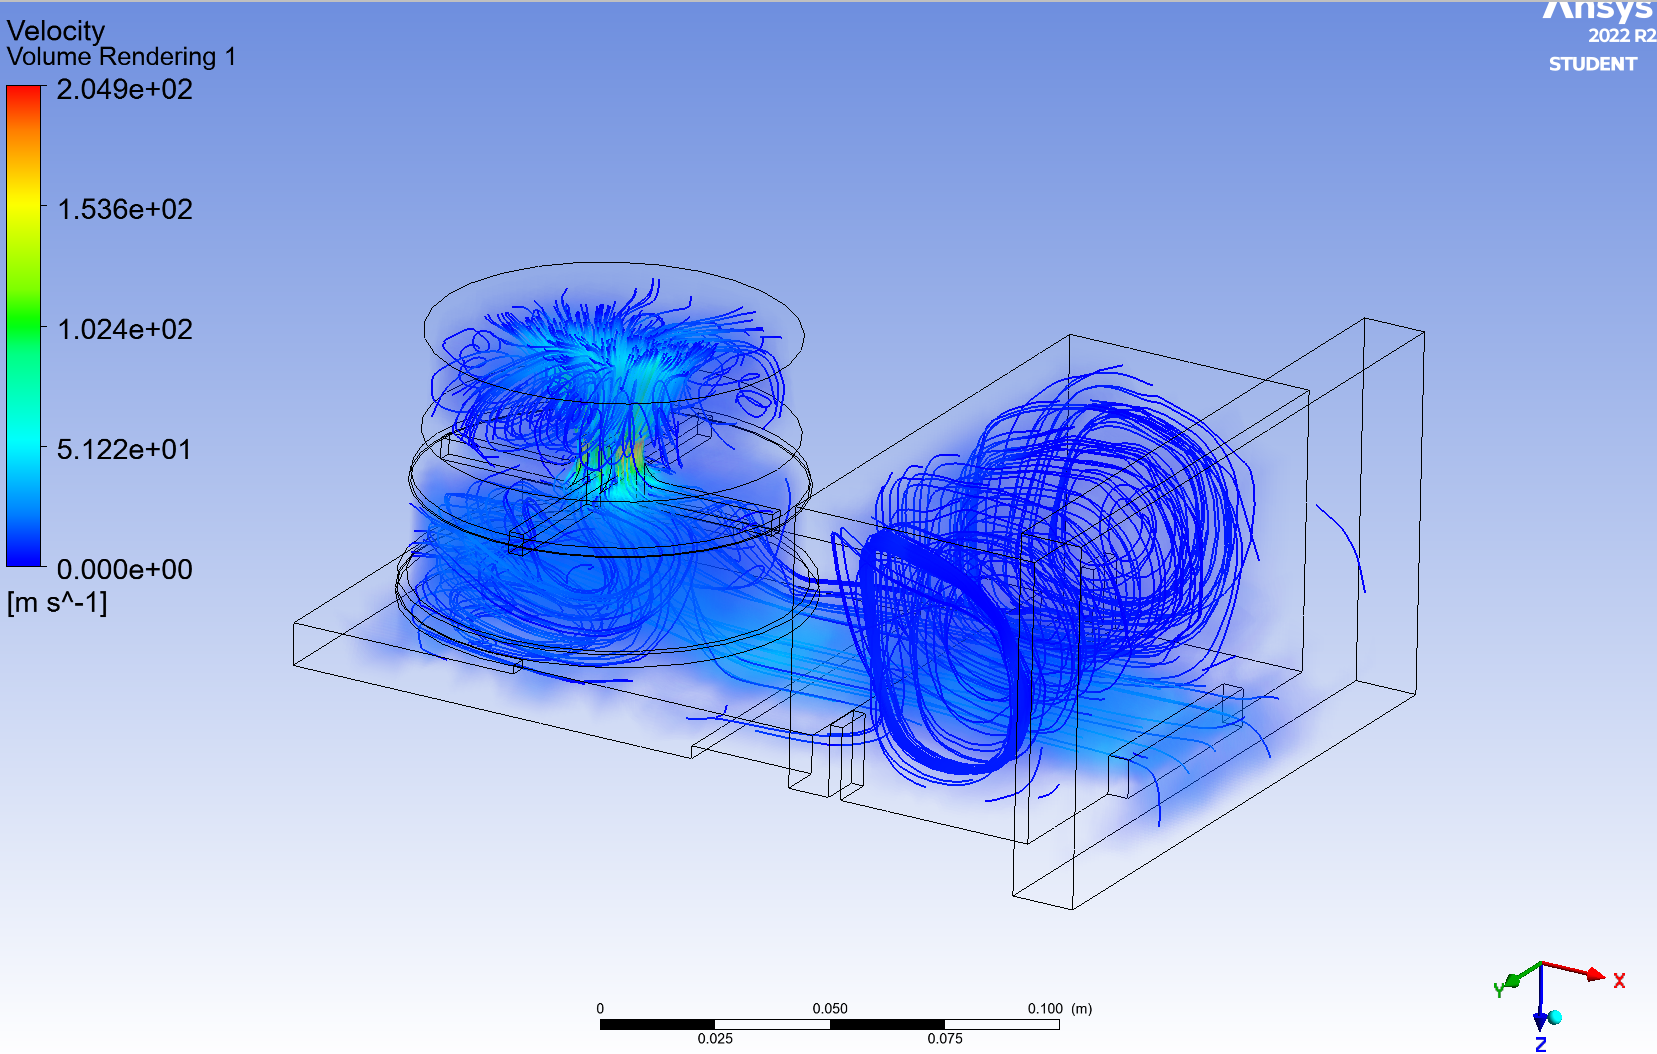 Velocity
Volume Rendering 1
2.049e+02
1.536e+02
1.024e+02
5.122e+01
0.000e+00
[m s^-1]
Ansys
2022 R2
STUDENT
0 0.050 0.100 (m)
0.025 0.075
X
Y
Z